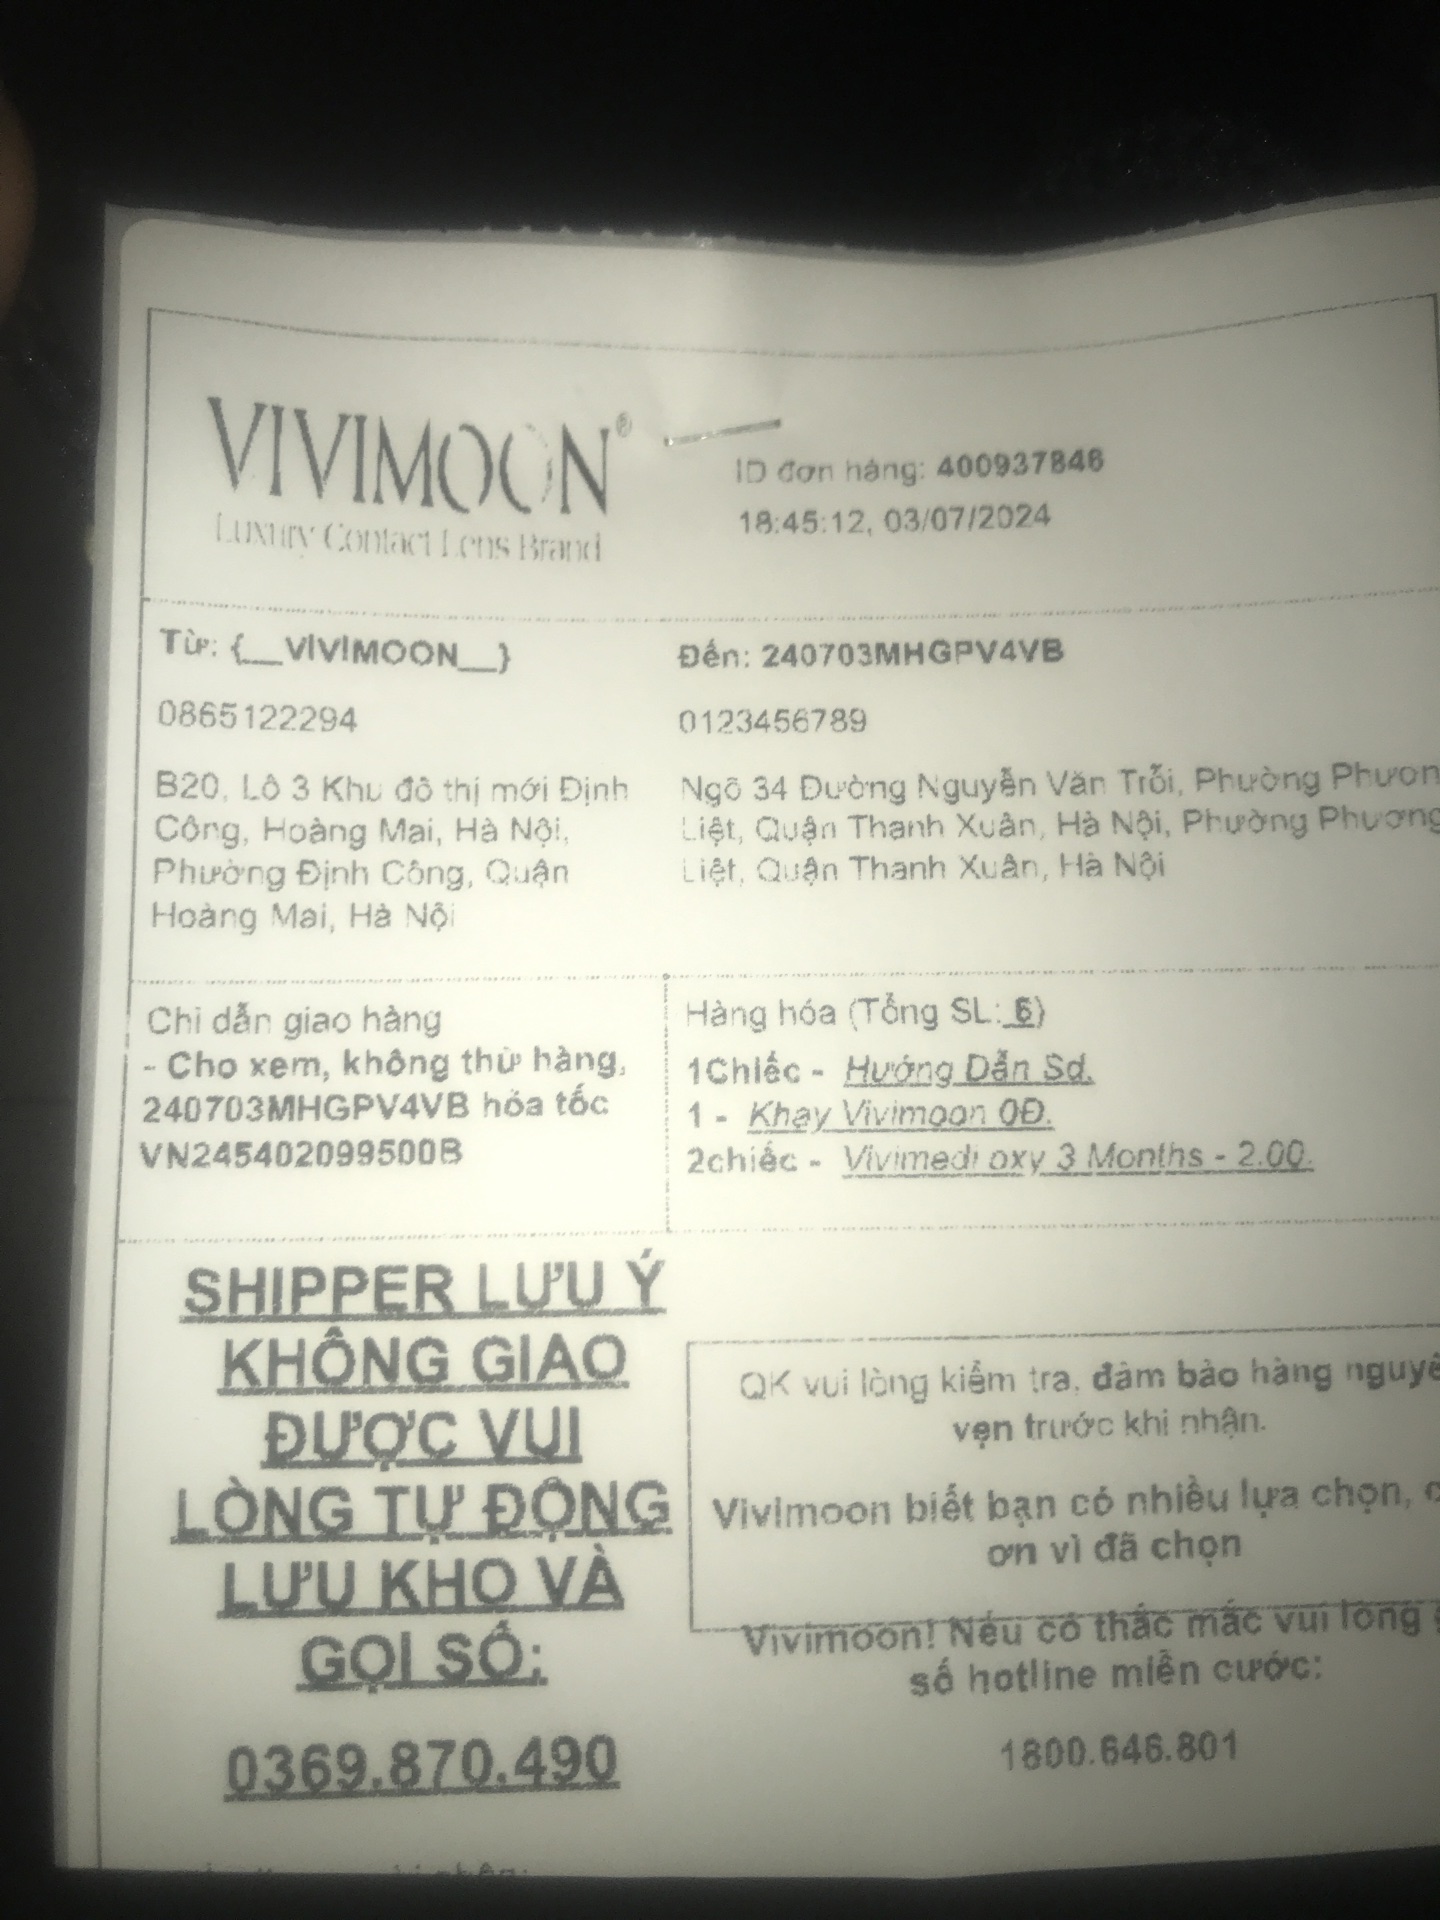 VIVIMOON®
Luxury Contact Lens Brand
ID đơn hàng: 400937846
18:45:12, 03/07/2024
Từ: {__VIVIMOON__}
0865122294
B20, Lô 3 Khu đô thị mới Định
Công, Hoàng Mai, Hà Nội,
Phường Định Công, Quận
Hoàng Mai, Hà Nội
Đến: 240703MHGPV4VB
0123456789
Ngõ 34 Đường Nguyễn Văn Trỗi, Phường Phươn
Liệt, Quận Thanh Xuân, Hà Nội, Phường Phương
Liệt, Quận Thanh Xuân, Hà Nội
Chỉ dẫn giao hàng
- Cho xem, không thử hàng,
240703MHGPV4VB hỏa tốc
VN245402099500B
Hàng hóa (Tổng SL: 6)
1Chiếc - Hướng Dẫn Sd.
1 - Khay Vivimoon 0Đ.
2chiếc - Vivimedi oxy 3 Months - 2.00.
SHIPPER LƯU Ý
KHÔNG GIAO
ĐƯỢC VUI
LÒNG TỰ ĐỘNG
LƯU KHO VÀ
GỌI SỐ:
0369.870.490
QK vui lòng kiểm tra, đảm bảo hàng nguyê
vẹn trước khi nhận.
Vivimoon biết bạn có nhiều lựa chọn, c
ơn vì đã chọn
Vivimoon! Nếu có thắc mắc vui lòng g
số hotline miễn cước:
1800.646.801